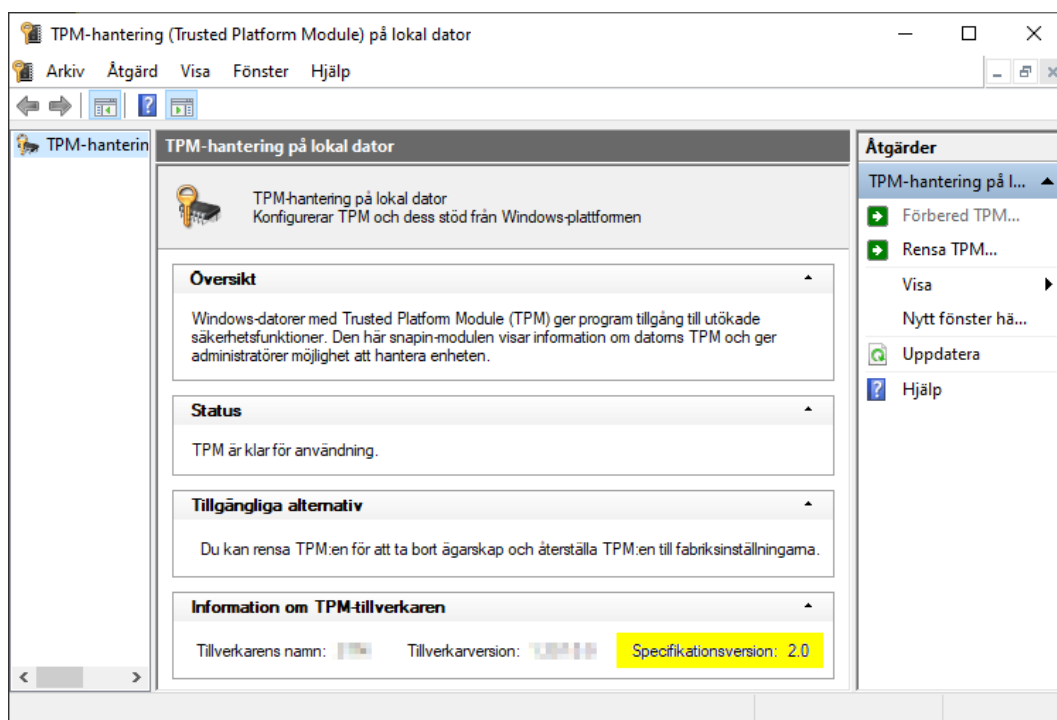 TPM-hantering (Trusted Platform Module) på lokal dator
Arkiv Åtgärd Visa Fönster Hjälp
TPM-hanterin
TPM-hantering på lokal dator
TPM-hantering på lokal dator
Konfigurerar TPM och dess stöd från Windows-plattformen
Översikt
Windows-datorer med Trusted Platform Module (TPM) ger program tillgång till utökade
säkerhetsfunktioner. Den här snapin-modulen visar information om datorns TPM och ger
administratörer möjlighet att hantera enheten.
Status
TPM är klar för användning.
Tillgängliga alternativ
Du kan rensa TPM:en för att ta bort ägarskap och återställa TPM:en till fabriksinställningarna.
Information om TPM-tillverkaren
Tillverkarens namn: Tillverkarversion: Specifikationsversion: 2.0
Åtgärder
TPM-hantering på l...
Förbered TPM...
Rensa TPM...
Visa
Nytt fönster hä...
Uppdatera
Hjälp